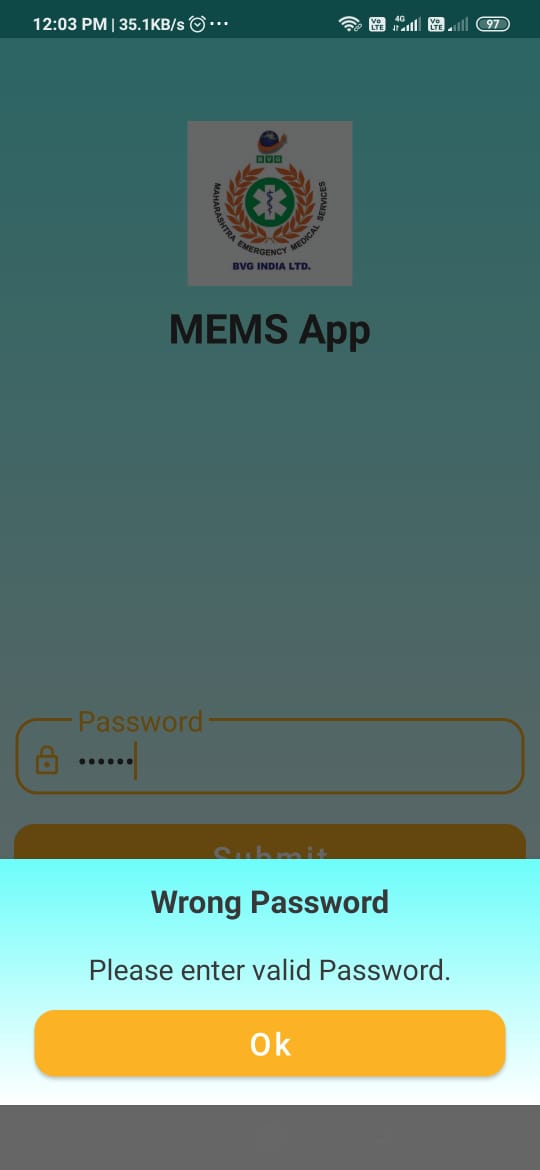 12:03 PM | 35.1KB/s ...
Vo LTE 4G Vo LTE 97
BVG
MAHARASHTRA EMERGENCY MEDICAL SERVICES
BVG INDIA LTD.
MEMS App
Password
••••••
Submit
Wrong Password
Please enter valid Password.
Ok